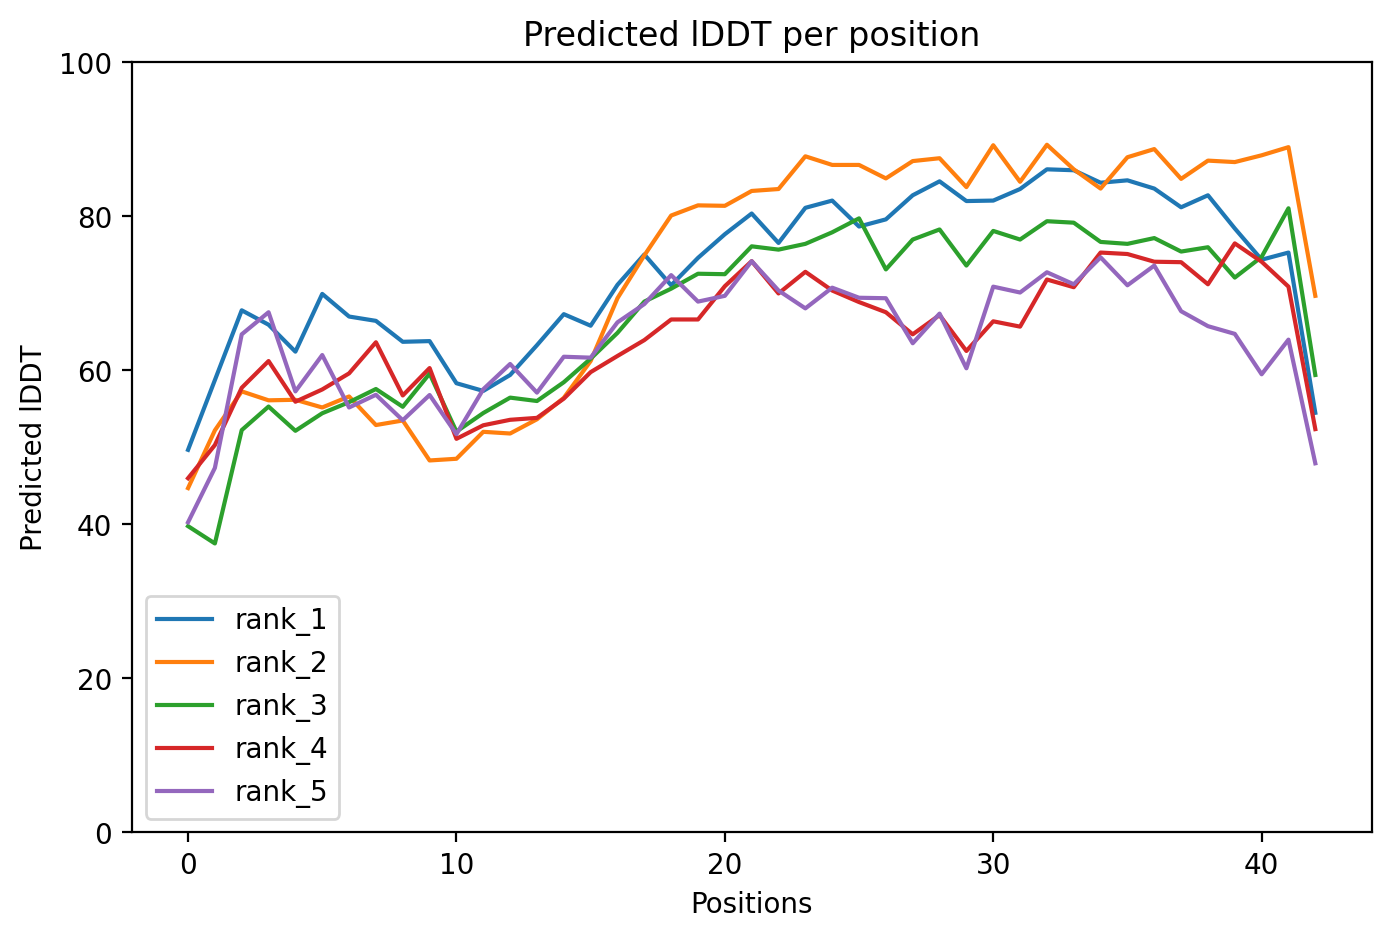 Predicted lDDT per position
100
80
60
40
20
0
Predicted lDDT
rank_1
rank_2
rank_3
rank_4
rank_5
0 10 20 30 40
Positions